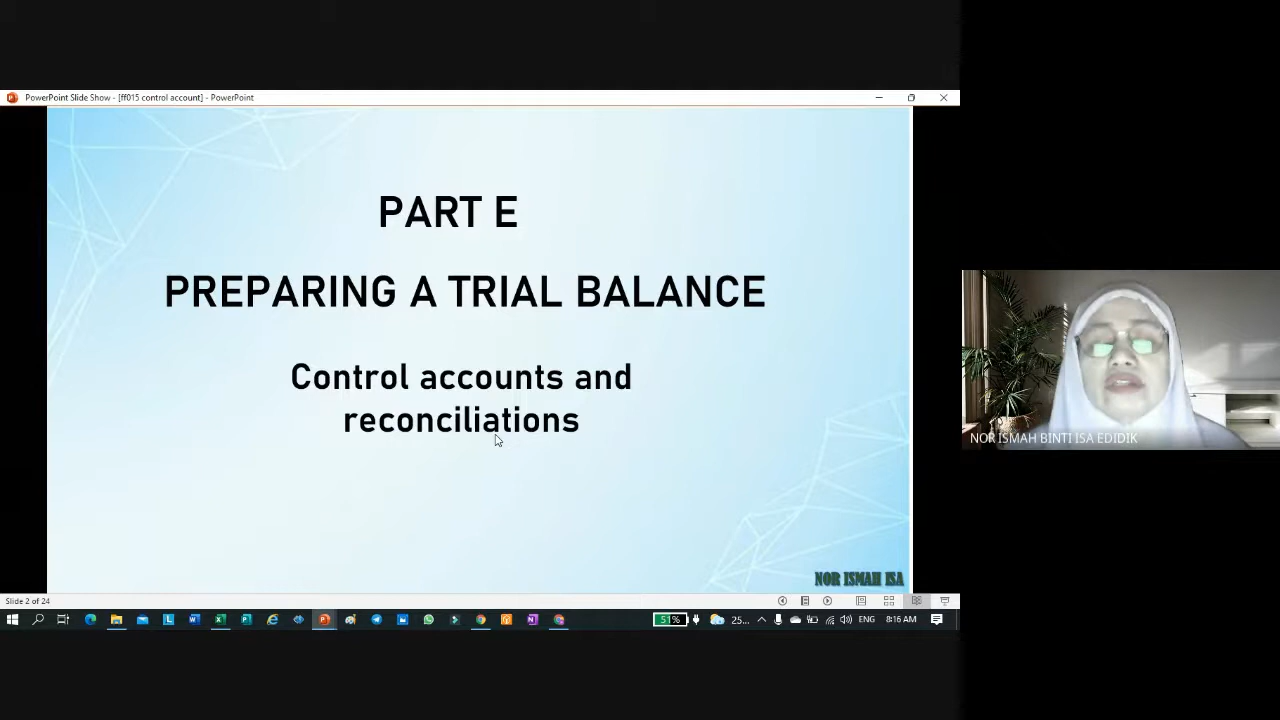 PowerPoint Slide Show - [ff015 control account] - PowerPoint
PART E
PREPARING A TRIAL BALANCE
Control accounts and
reconciliations
NOR ISMAH ISA
NOR ISMAH BINTI ISA EDIDIK
Slide 2 of 24
51%
25...
ENG
8:16 AM